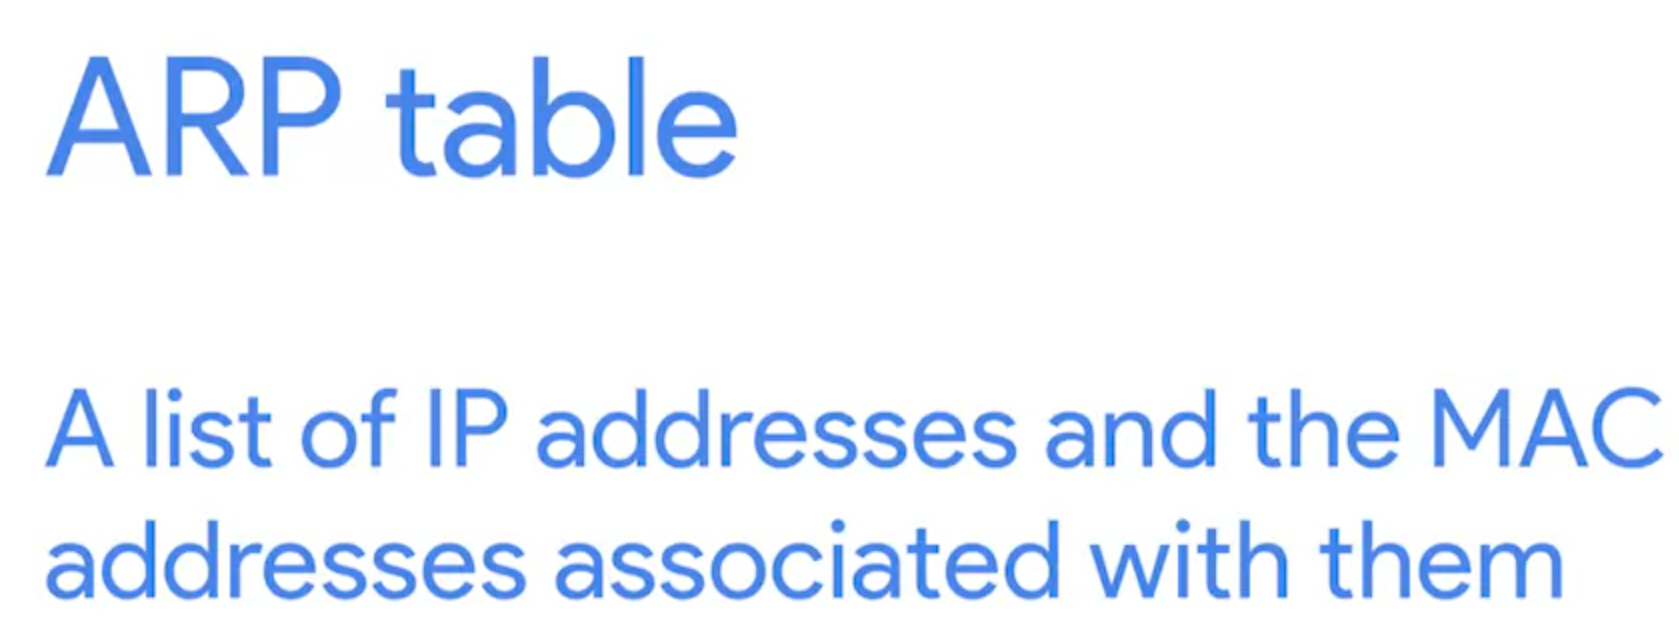 ARP table
A list of IP addresses and the MAC
addresses associated with them